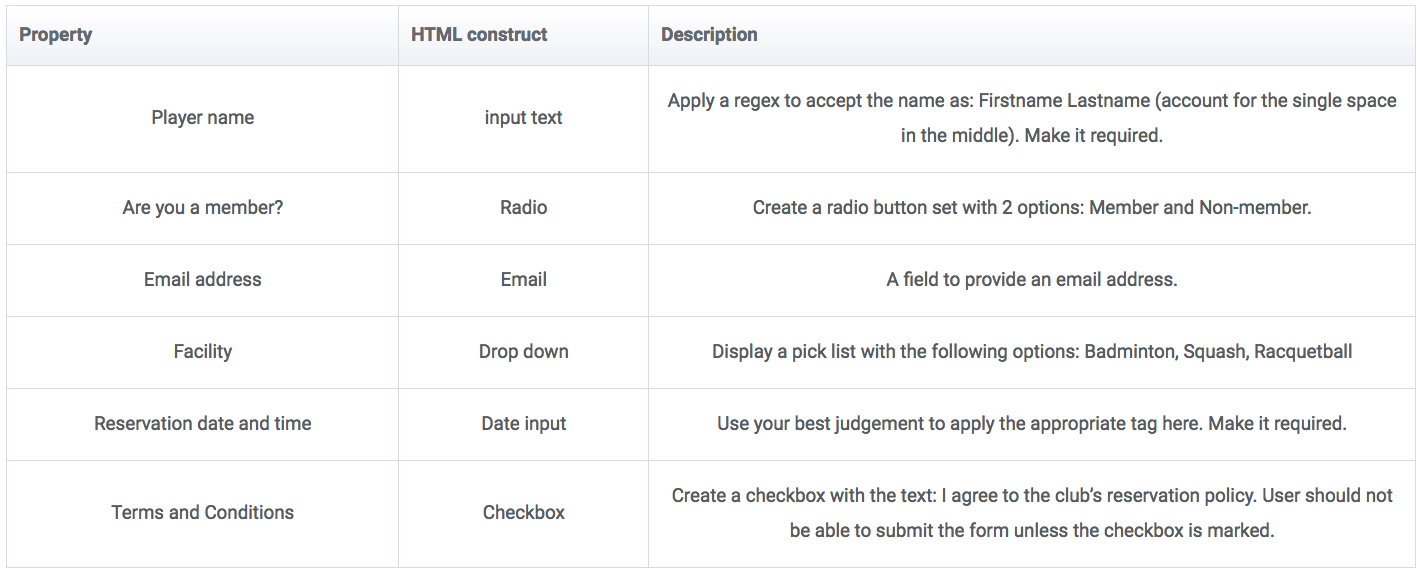 Property HTML construct Description
Player name input text Apply a regex to accept the name as: Firstname Lastname (account for the single space
in the middle). Make it required.
Are you a member? Radio Create a radio button set with 2 options: Member and Non-member.
Email address Email A field to provide an email address.
Facility Drop down Display a pick list with the following options: Badminton, Squash, Racquetball
Reservation date and time Date input Use your best judgement to apply the appropriate tag here. Make it required.
Terms and Conditions Checkbox Create a checkbox with the text: I agree to the club’s reservation policy. User should not
be able to submit the form unless the checkbox is marked.